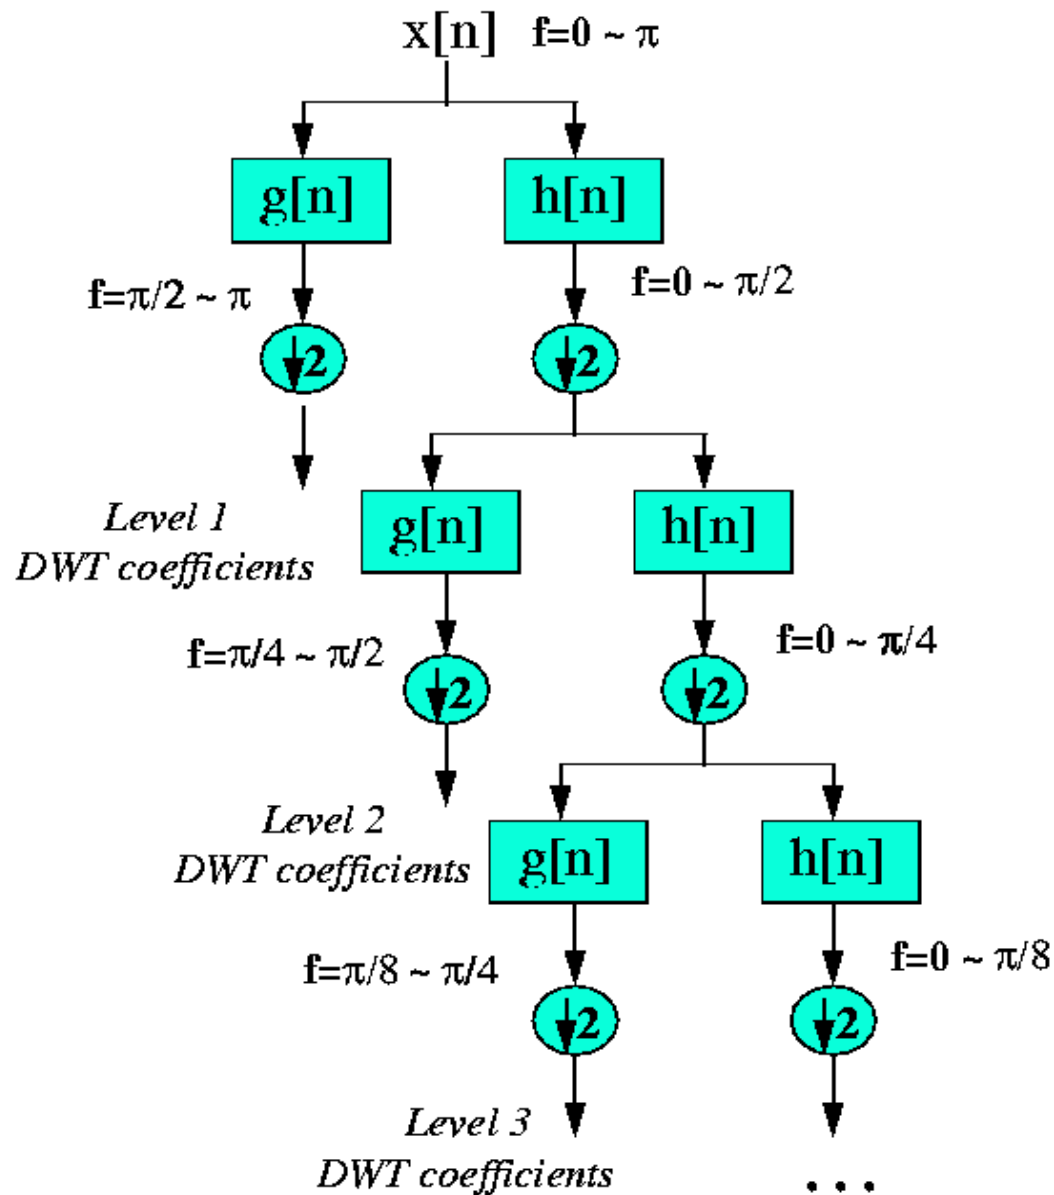 x[n] f=0 ~ π
g[n] h[n]
f=π/2 ~ π f=0 ~ π/2
2 2
Level 1
DWT coefficients
g[n] h[n]
f=π/4 ~ π/2 f=0 ~ π/4
2 2
Level 2
DWT coefficients
g[n] h[n]
f=π/8 ~ π/4 f=0 ~ π/8
2 2
Level 3
DWT coefficients
...